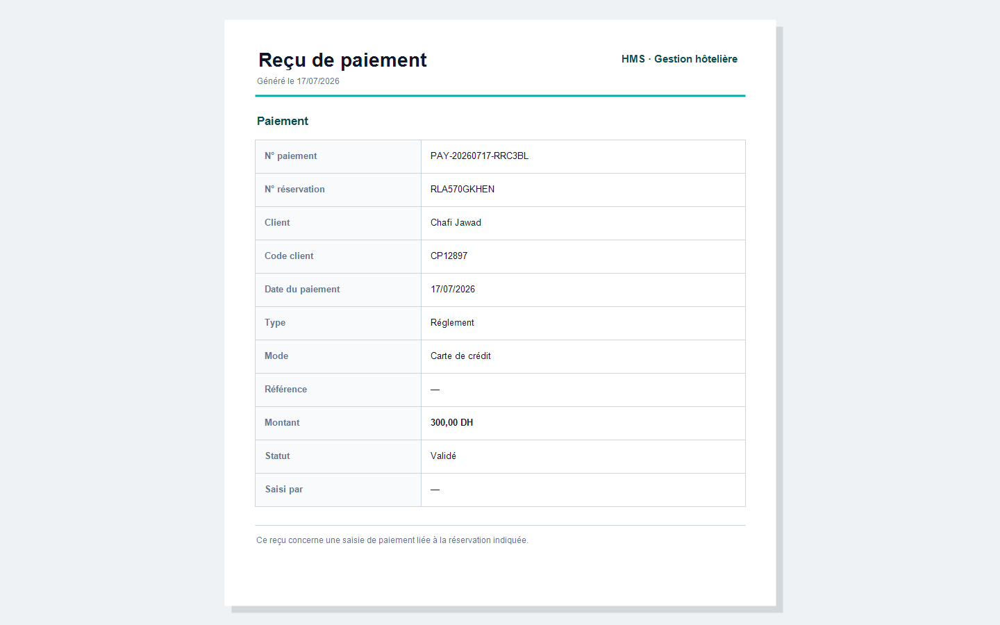 Reçu de paiement
HMS · Gestion hôtelière
Généré le 17/07/2026
Paiement
N° paiement PAY-20260717-RRC3BL
N° réservation RLA570GKHEN
Client Chafi Jawad
Code client CP12897
Date du paiement 17/07/2026
Type Réglement
Mode Carte de crédit
Référence —
Montant 300,00 DH
Statut Validé
Saisi par —
Ce reçu concerne une saisie de paiement liée à la réservation indiquée.